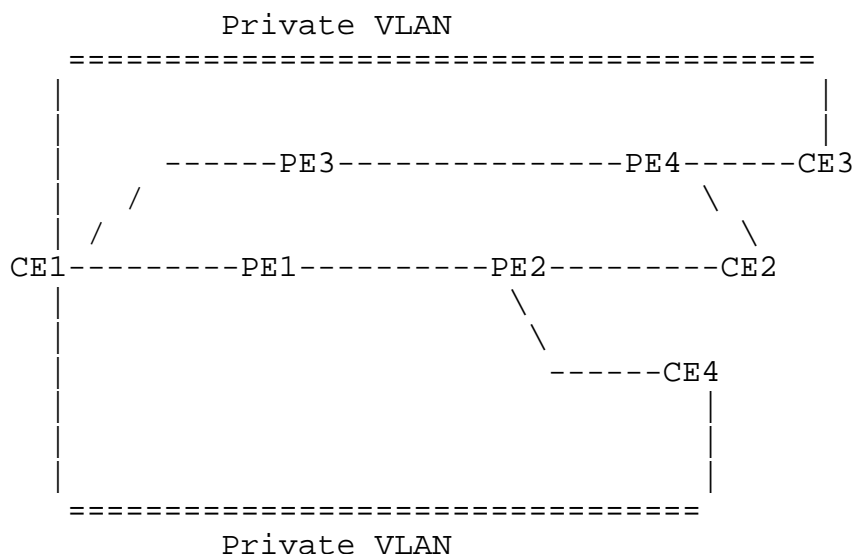 Private VLAN
PE3 PE4 CE3
CE1 PE1 PE2 CE2
CE4
Private VLAN